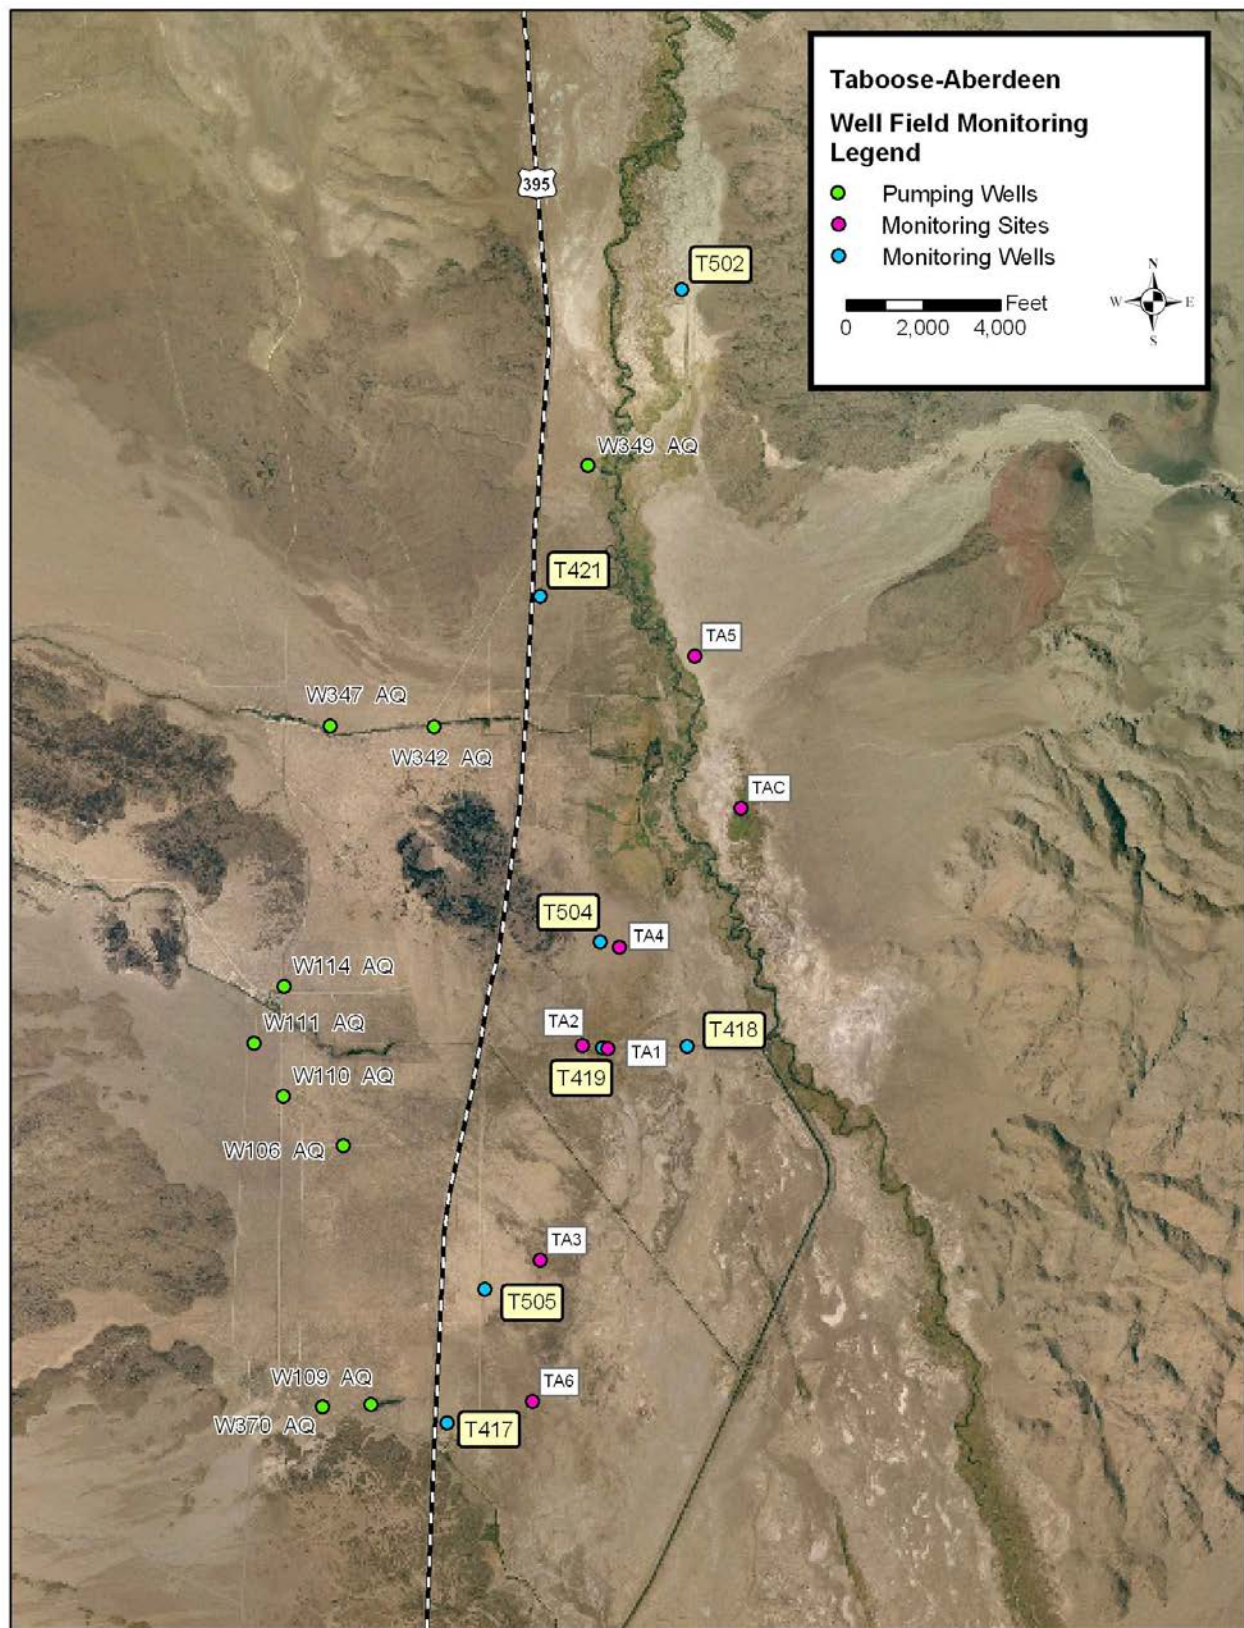 Taboose-Aberdeen
Well Field Monitoring
Legend
Pumping Wells
Monitoring Sites
Monitoring Wells
Feet
0 2,000 4,000
N
W E
S
395
T502
W349 AQ
T421
TA5
W347 AQ
W342 AQ
TAC
T504
TA4
W114 AQ
W111 AQ
TA2
T418
TA1
T419
W110 AQ
W106 AQ
TA3
T505
W109 AQ
TA6
W370 AQ
T417